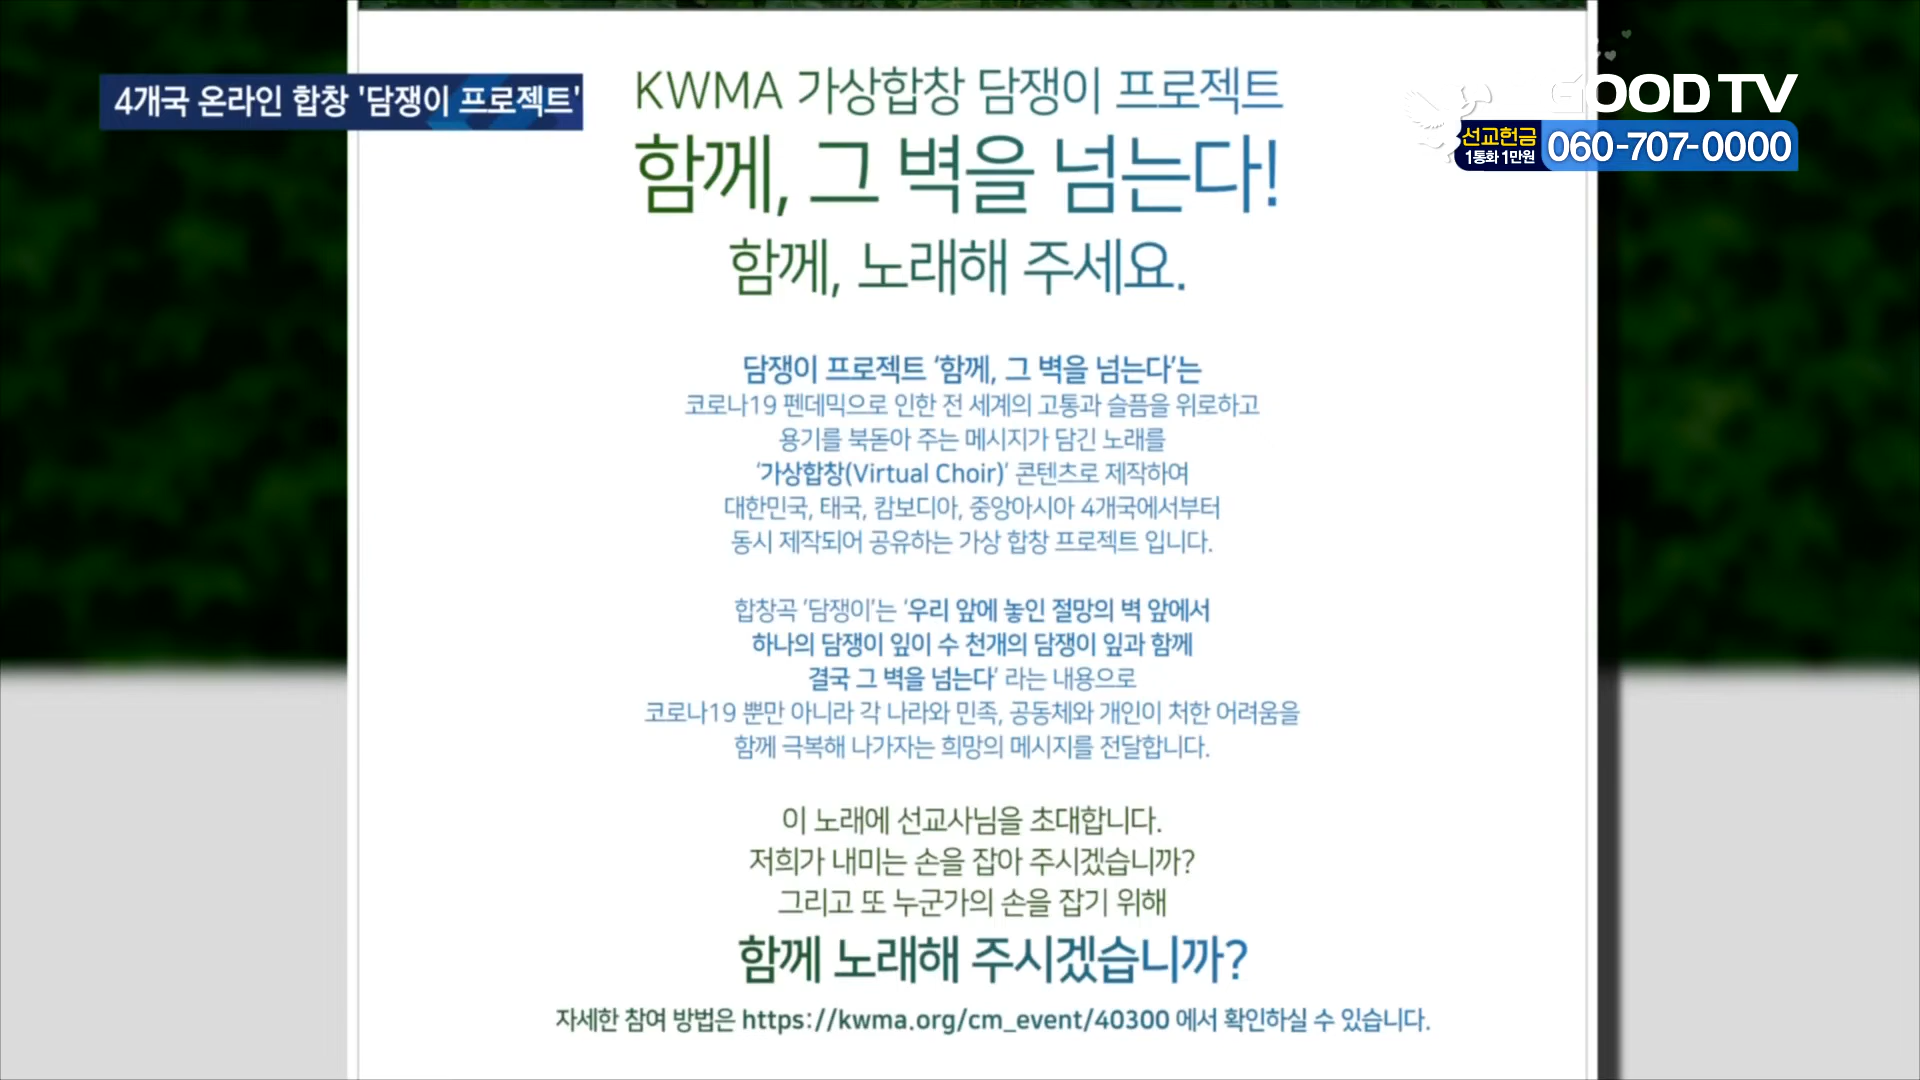 4개국 온라인 합창 '담쟁이 프로젝트'
GOOD TV
선교헌금
1통화 1만원
060-707-0000
KWMA 가상합창 담쟁이 프로젝트
함께, 그 벽을 넘는다!
함께, 노래해 주세요.
담쟁이 프로젝트 '함께, 그 벽을 넘는다'는
코로나19 펜데믹으로 인한 전 세계의 고통과 슬픔을 위로하고
용기를 북돋아 주는 메시지가 담긴 노래를
'가상합창(Virtual Choir)' 콘텐츠로 제작하여
대한민국, 태국, 캄보디아, 중앙아시아 4개국에서부터
동시 제작되어 공유하는 가상 합창 프로젝트 입니다.
합창곡 '담쟁이'는 '우리 앞에 놓인 절망의 벽 앞에서
하나의 담쟁이 잎이 수 천개의 담쟁이 잎과 함께
결국 그 벽을 넘는다' 라는 내용으로
코로나19 뿐만 아니라 각 나라와 민족, 공동체와 개인이 처한 어려움을
함께 극복해 나가자는 희망의 메시지를 전달합니다.
이 노래에 선교사님을 초대합니다.
저희가 내미는 손을 잡아 주시겠습니까?
그리고 또 누군가의 손을 잡기 위해
함께 노래해 주시겠습니까?
자세한 참여 방법은 https://kwma.org/cm_event/40300 에서 확인하실 수 있습니다.